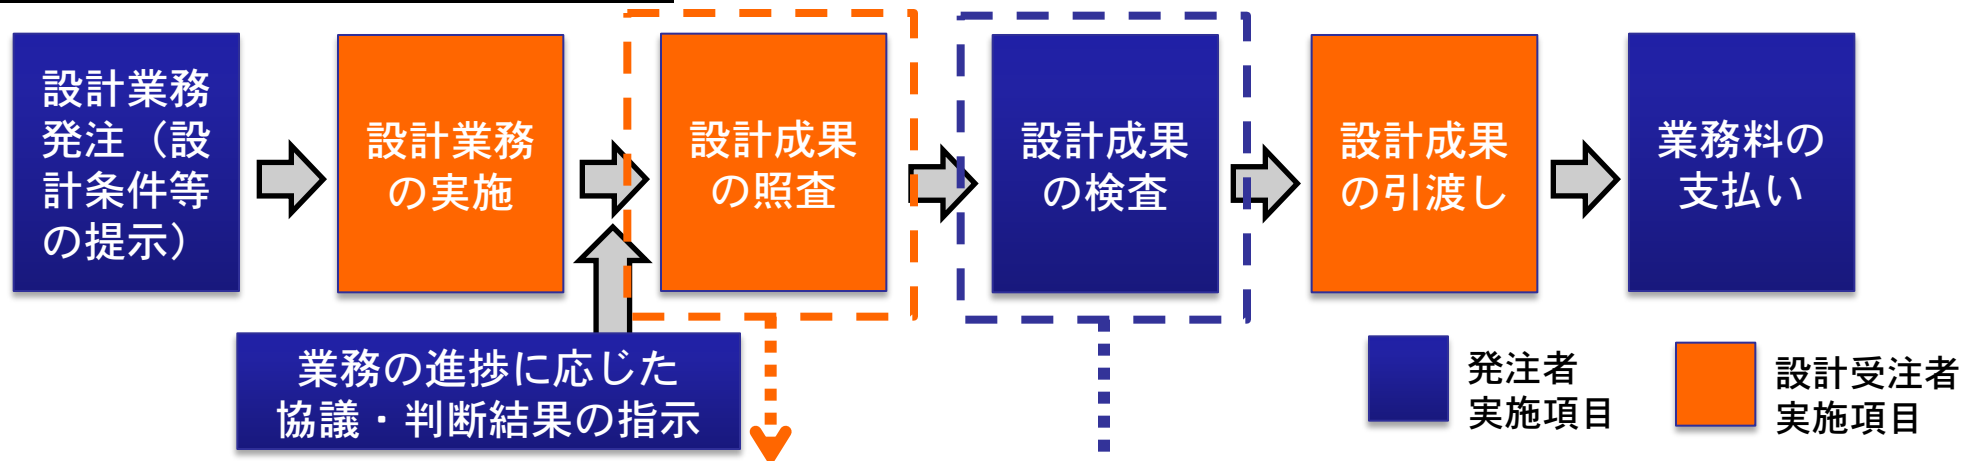 設計業務
発注（設
計条件等
の提示）
設計業務
の実施
設計成果
の照査
設計成果
の検査
設計成果
の引渡し
業務料の
支払い
業務の進捗に応じた
協議・判断結果の指示
発注者
実施項目
設計受注者
実施項目